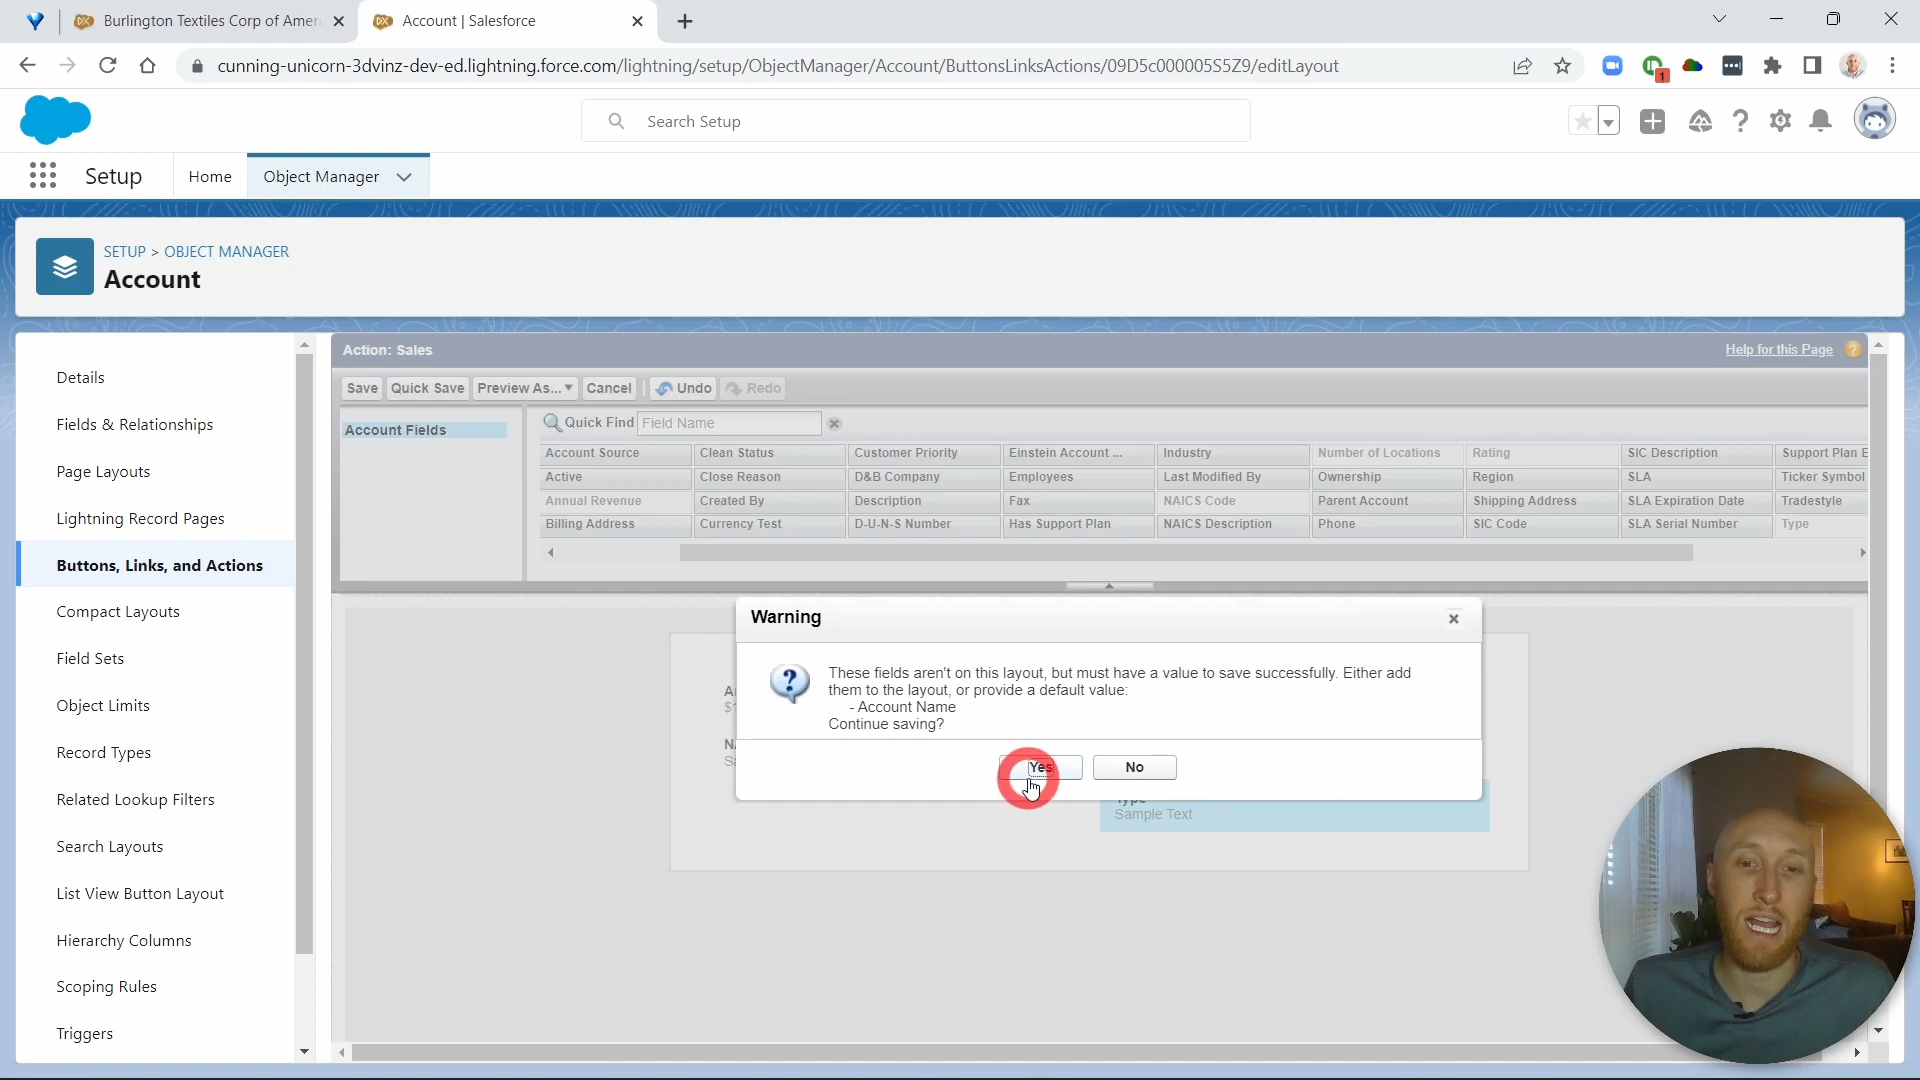 Burlington Textiles Corp of Ameri
Account | Salesforce
cunning-unicorn-3dvinz-dev-ed.lightning.force.com/lightning/setup/ObjectManager/Account/ButtonsLinksActions/09D5c000005S5Z9/editLayout
1
Search Setup
Setup
Home
Object Manager
SETUP > OBJECT MANAGER
Account
Details
Fields & Relationships
Page Layouts
Lightning Record Pages
Buttons, Links, and Actions
Compact Layouts
Field Sets
Object Limits
Record Types
Related Lookup Filters
Search Layouts
List View Button Layout
Hierarchy Columns
Scoping Rules
Triggers
Action: Sales
Help for this Page ?
Save Quick Save Preview As... Cancel Undo Redo
Account Fields
Quick Find Field Name
Account Source Clean Status Customer Priority Einstein Account ... Industry Number of Locations Rating SIC Description Support Plan E
Active Close Reason D&B Company Employees Last Modified By Ownership Region SLA Ticker Symbol
Annual Revenue Created By Description Fax NAICS Code Parent Account Shipping Address SLA Expiration Date Tradestyle
Billing Address Currency Test D-U-N-S Number Has Support Plan NAICS Description Phone SIC Code SLA Serial Number Type
Warning
These fields aren't on this layout, but must have a value to save successfully. Either add
them to the layout, or provide a default value:
- Account Name
Continue saving?
Yes No
Type
Sample Text